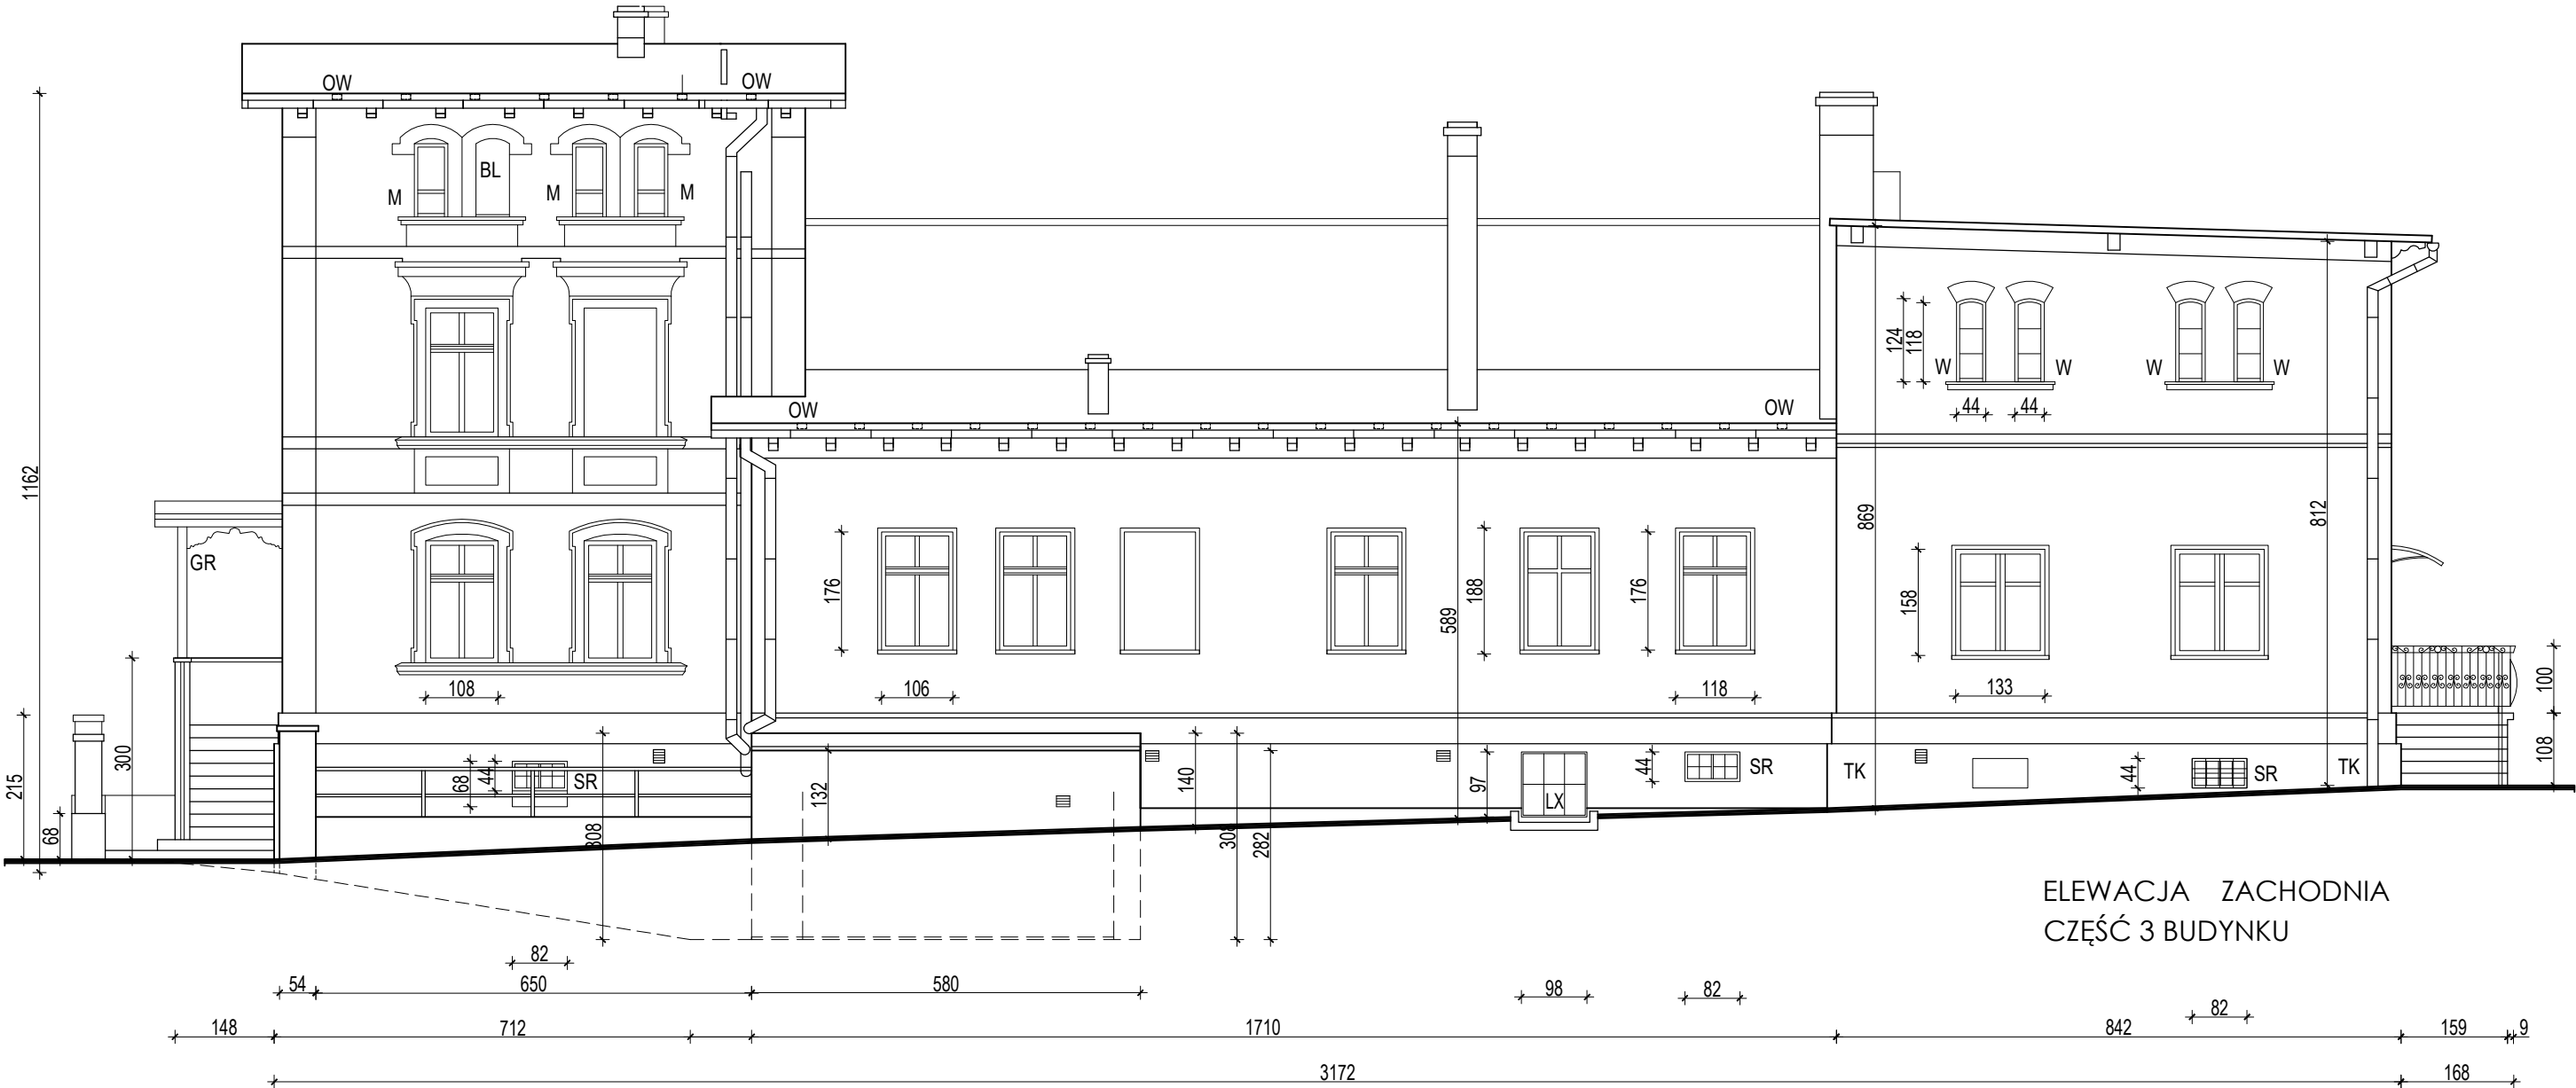 OW
OW
BL
M
M
M
OW
OW
W
W
W
W
124
118
44
44
1162
869
812
589
GR
176
188
176
158
108
106
118
133
100
108
300
215
68
68
44
SR
132
140
97
44
SR
LX
TK
44
SR
TK
308
308
282
ELEWACJA ZACHODNIA
CZĘŚĆ 3 BUDYNKU
82
54
650
580
98
82
82
148
712
1710
842
159
9
3172
168